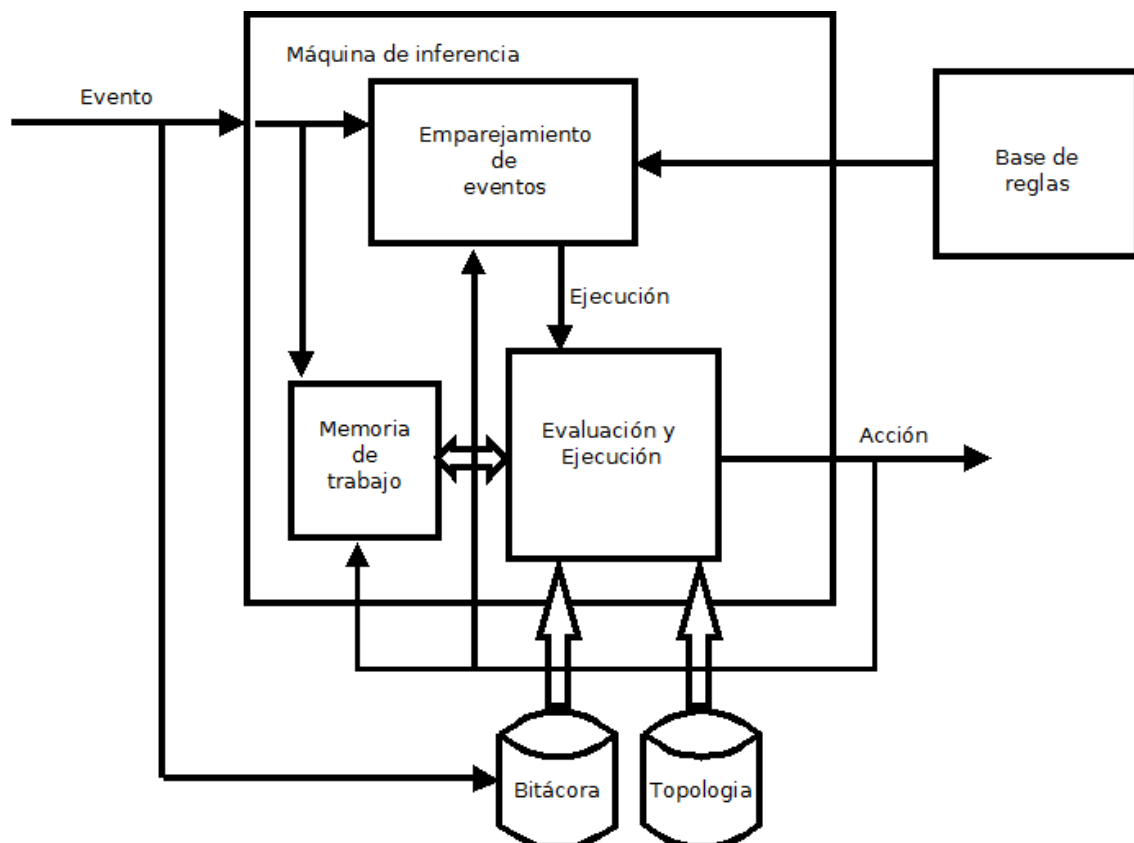 Máquina de inferencia
Evento
Emparejamiento
de
eventos
Base de
reglas
Ejecución
Memoria
de
trabajo
Evaluación y
Ejecución
Acción
Bitácora
Topologia